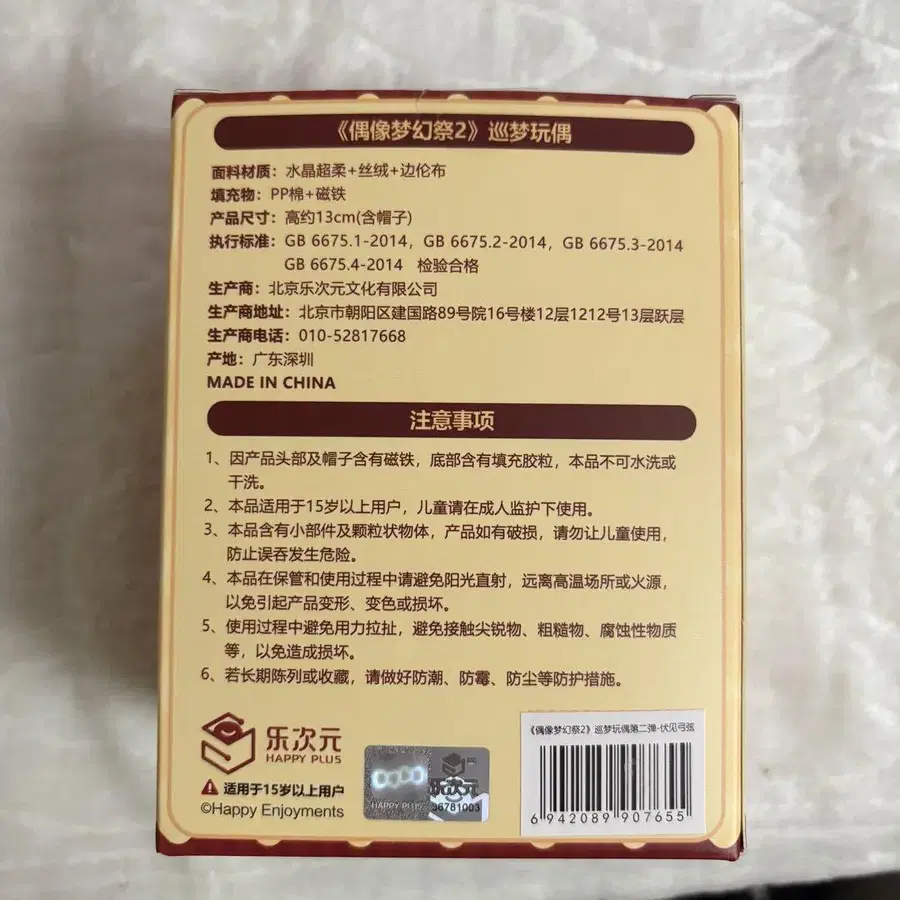 《偶像梦幻祭2》巡梦玩偶
面料材质：水晶超柔+丝绒+边伦布
填充物：PP棉+磁铁
产品尺寸：高约13cm(含帽子)
执行标准：GB 6675.1-2014，GB 6675.2-2014，GB 6675.3-2014
GB 6675.4-2014 检验合格
生产商：北京乐次元文化有限公司
生产商地址：北京市朝阳区建国路89号院16号楼12层1212号13层跃层
生产商电话：010-52817668
产地：广东深圳
MADE IN CHINA
注意事项
1、因产品头部及帽子含有磁铁，底部含有填充胶粒，本品不可水洗或
干洗。
2、本品适用于15岁以上用户，儿童请在成人监护下使用。
3、本品含有小部件及颗粒状物体，产品如有破损，请勿让儿童使用，
防止误吞发生危险。
4、本品在保管和使用过程中请避免阳光直射，远离高温场所或火源，
以免引起产品变形、变色或损坏。
5、使用过程中避免用力拉扯，避免接触尖锐物、粗糙物、腐蚀性物质
等，以免造成损坏。
6、若长期陈列或收藏，请做好防潮、防霉、防尘等防护措施。
乐次元
HAPPY PLUS
适用于15岁以上用户
©Happy Enjoyments
HAPPY PLUS
乐次元
36781003
《偶像梦幻祭2》巡梦玩偶第二弹-伏见弓弦
6 942089 907655